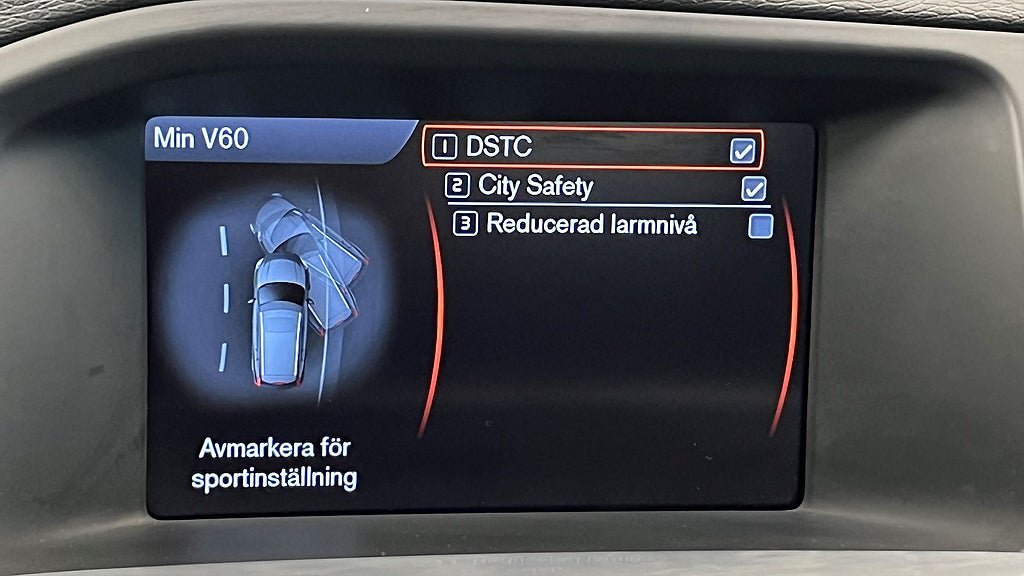 Min V60
1 DSTC
2 City Safety
3 Reducerad larmnivå
Avmarkera för
sportinställning